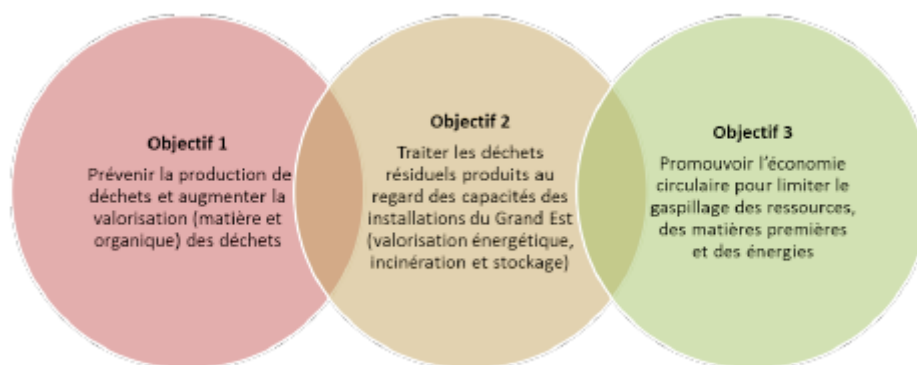 Objectif 1
Prévenir la production de
déchets et augmenter la
valorisation (matière et
organique) des déchets
Objectif 2
Traiter les déchets
résiduels produits au
regard des capacités des
installations du Grand Est
(valorisation énergétique,
incinération et stockage)
Objectif 3
Promouvoir l'économie
circulaire pour limiter le
gaspillage des ressources,
des matières premières
et des énergies